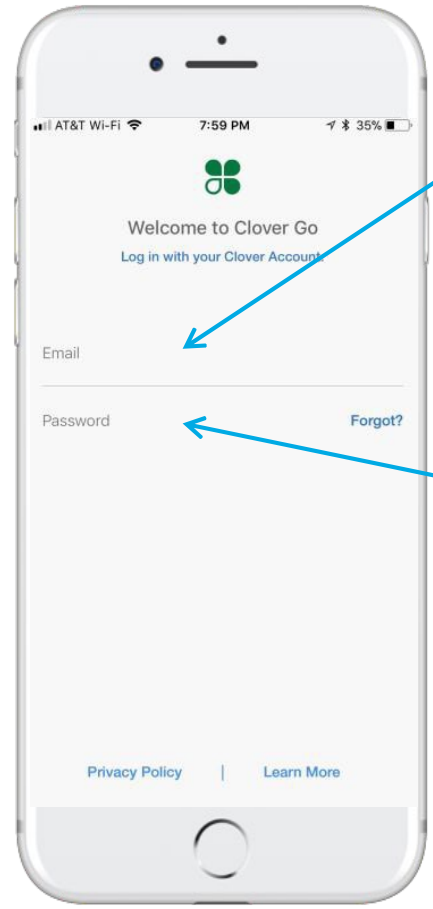 AT&T Wi-Fi 7:59 PM 35%
Welcome to Clover Go
Log in with your Clover Account.
Email
Password Forgot?
Privacy Policy | Learn More